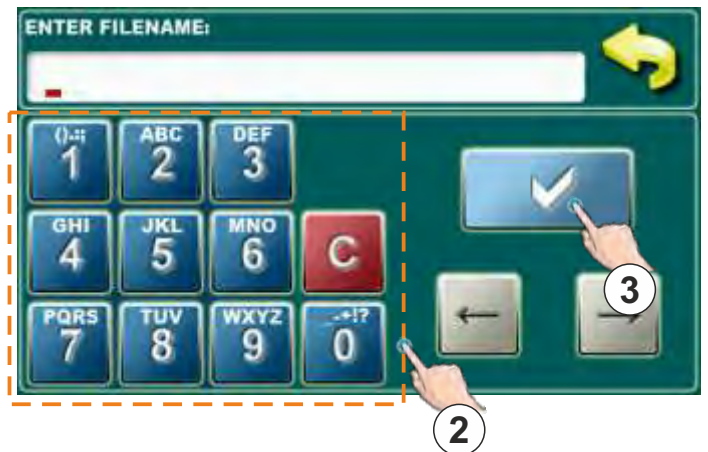 ENTER FILENAME:
().:;
1
ABC
2
DEF
3
GHI
4
JKL
5
MNO
6
C
PQRS
7
TUV
8
WXYZ
9
_-+!?
0
←
→
3
2